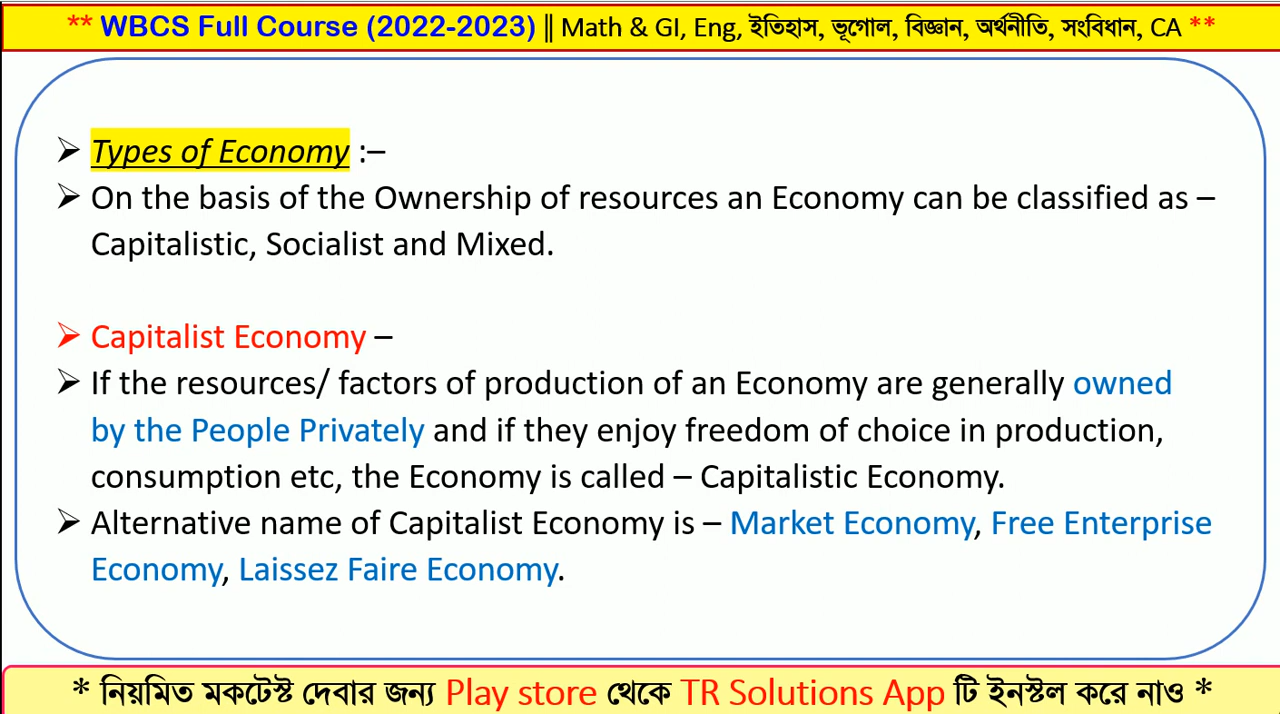 ** WBCS Full Course (2022-2023) || Math & GI, Eng, ইতিহাস, ভূগোল, বিজ্ঞান, অর্থনীতি, সংবিধান, CA **
➢ Types of Economy :–
➢ On the basis of the Ownership of resources an Economy can be classified as –
Capitalistic, Socialist and Mixed.
➢ Capitalist Economy –
➢ If the resources/ factors of production of an Economy are generally owned
by the People Privately and if they enjoy freedom of choice in production,
consumption etc, the Economy is called – Capitalistic Economy.
➢ Alternative name of Capitalist Economy is – Market Economy, Free Enterprise
Economy, Laissez Faire Economy.
* নিয়মিত মকটেস্ট দেবার জন্য Play store থেকে TR Solutions App টি ইনস্টল করে নাও *